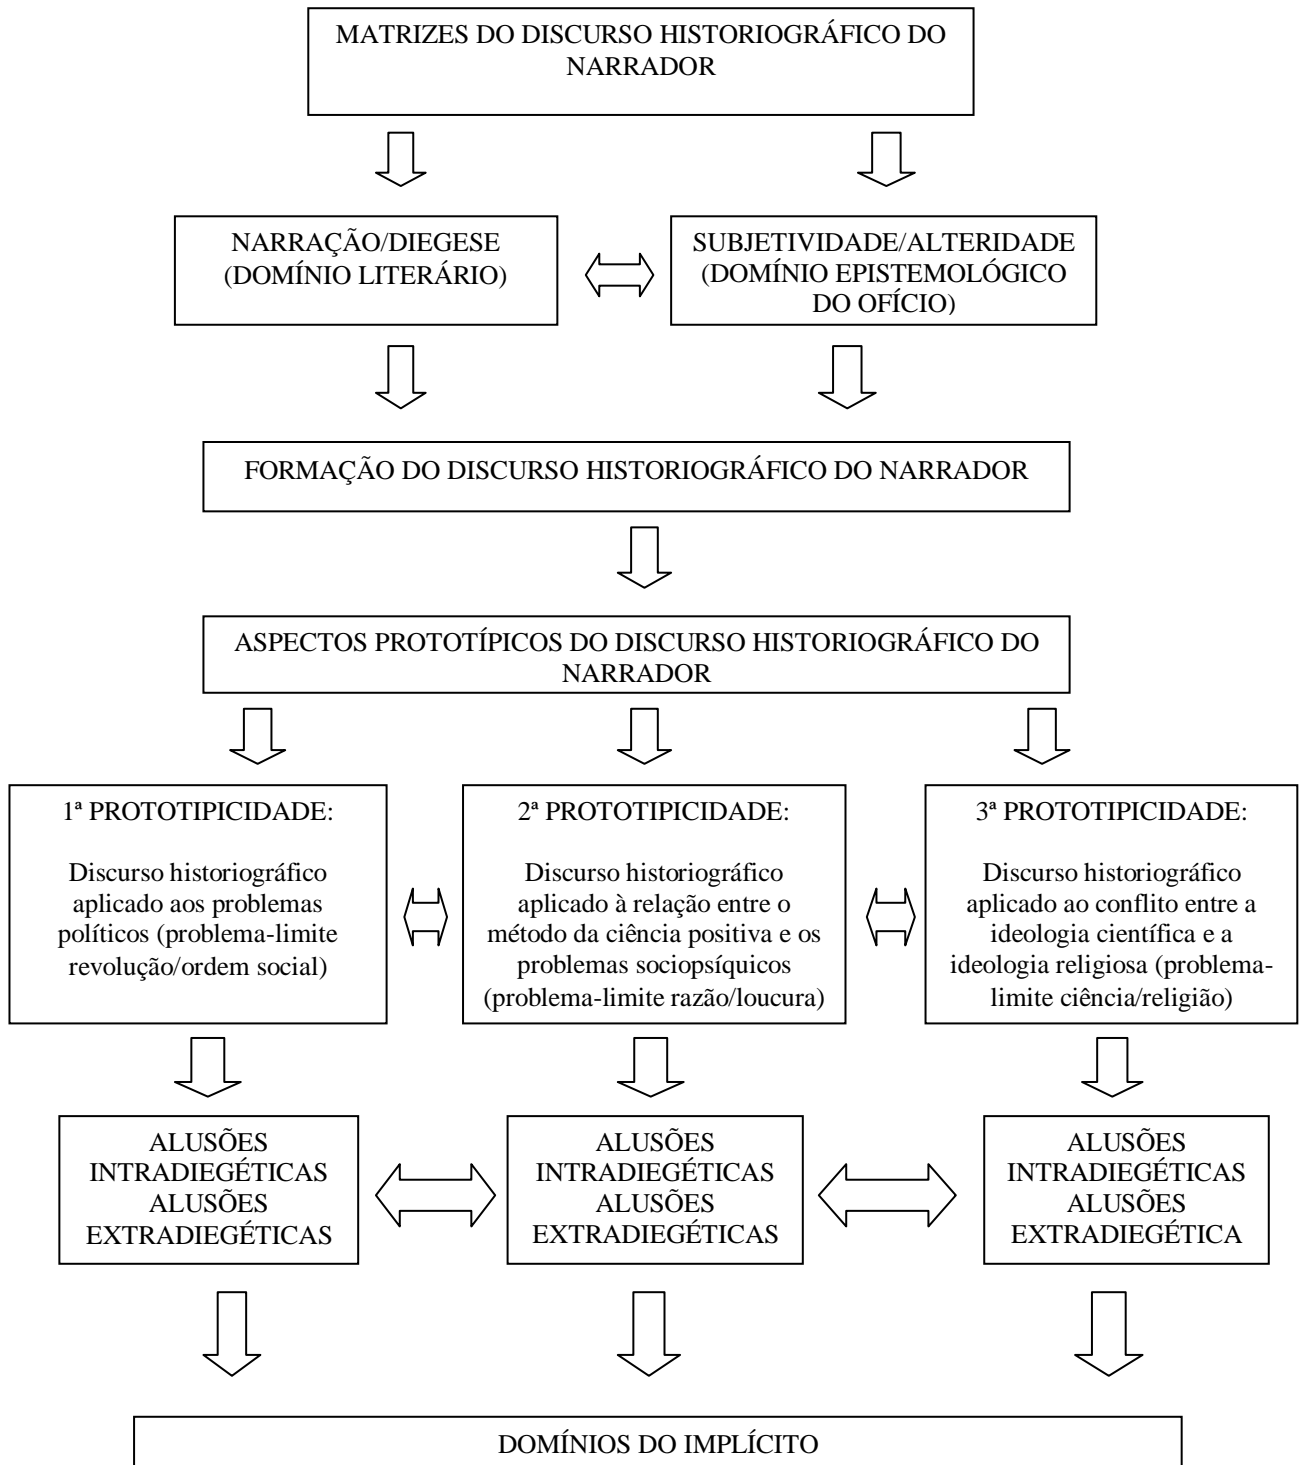 MATRIZES DO DISCURSO HISTORIOGRÁFICO DO
NARRADOR
NARRAÇÃO/DIEGESE
(DOMÍNIO LITERÁRIO)
SUBJETIVIDADE/ALTERIDADE
(DOMÍNIO EPISTEMOLÓGICO
DO OFÍCIO)
FORMAÇÃO DO DISCURSO HISTORIOGRÁFICO DO NARRADOR
ASPECTOS PROTOTÍPICOS DO DISCURSO HISTORIOGRÁFICO DO
NARRADOR
1ª PROTOTIPICIDADE:
Discurso historiográfico
aplicado aos problemas
políticos (problema-limite
revolução/ordem social)
2ª PROTOTIPICIDADE:
Discurso historiográfico
aplicado à relação entre o
método da ciência positiva e os
problemas sociopsíquicos
(problema-limite razão/loucura)
3ª PROTOTIPICIDADE:
Discurso historiográfico
aplicado ao conflito entre a
ideologia científica e a
ideologia religiosa (problema-
limite ciência/religião)
ALUSÕES
INTRADIEGÉTICAS
ALUSÕES
EXTRADIEGÉTICAS
ALUSÕES
INTRADIEGÉTICAS
ALUSÕES
EXTRADIEGÉTICAS
ALUSÕES
INTRADIEGÉTICAS
ALUSÕES
EXTRADIEGÉTICA
DOMÍNIOS DO IMPLÍCITO